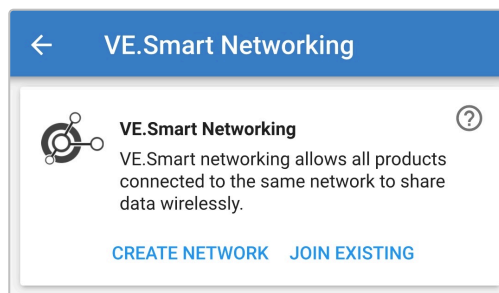 VE.Smart Networking
VE.Smart Networking
VE.Smart networking allows all products
connected to the same network to share
data wirelessly.
CREATE NETWORK JOIN EXISTING